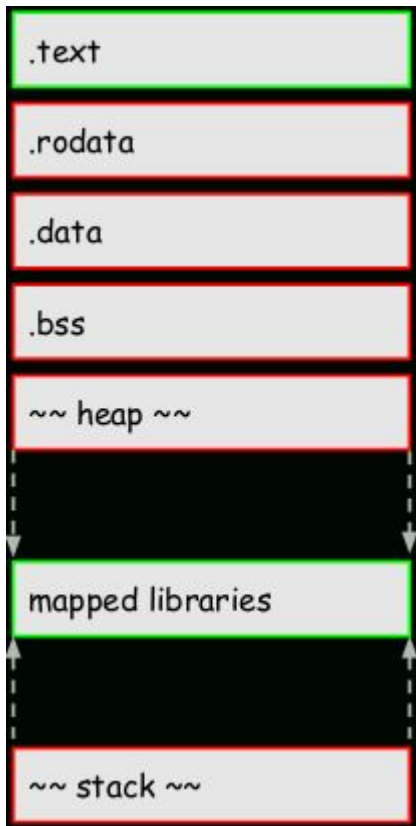 .text
.rodata
.data
.bss
~~ heap ~~
mapped libraries
~~ stack ~~